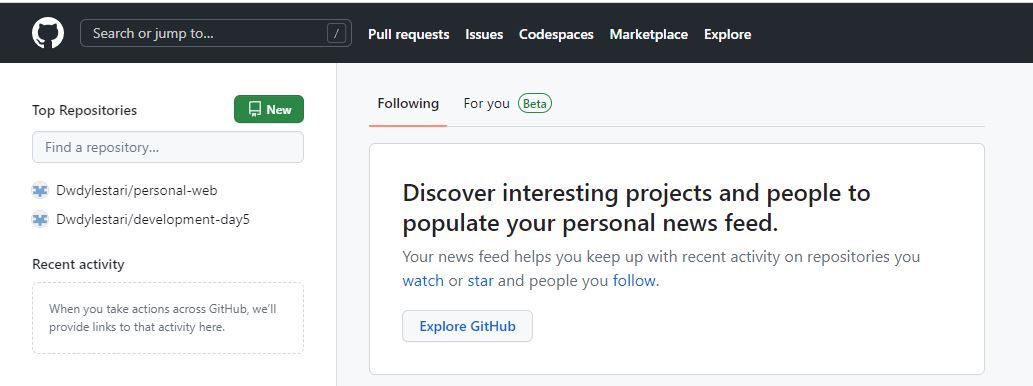 Search or jump to... /
Pull requests Issues Codespaces Marketplace Explore
Top Repositories
New
Find a repository...
Dwdylestari/personal-web
Dwdylestari/development-day5
Recent activity
When you take actions across GitHub, we'll
provide links to that activity here.
Following For you Beta
Discover interesting projects and people to
populate your personal news feed.
Your news feed helps you keep up with recent activity on repositories you
watch or star and people you follow.
Explore GitHub